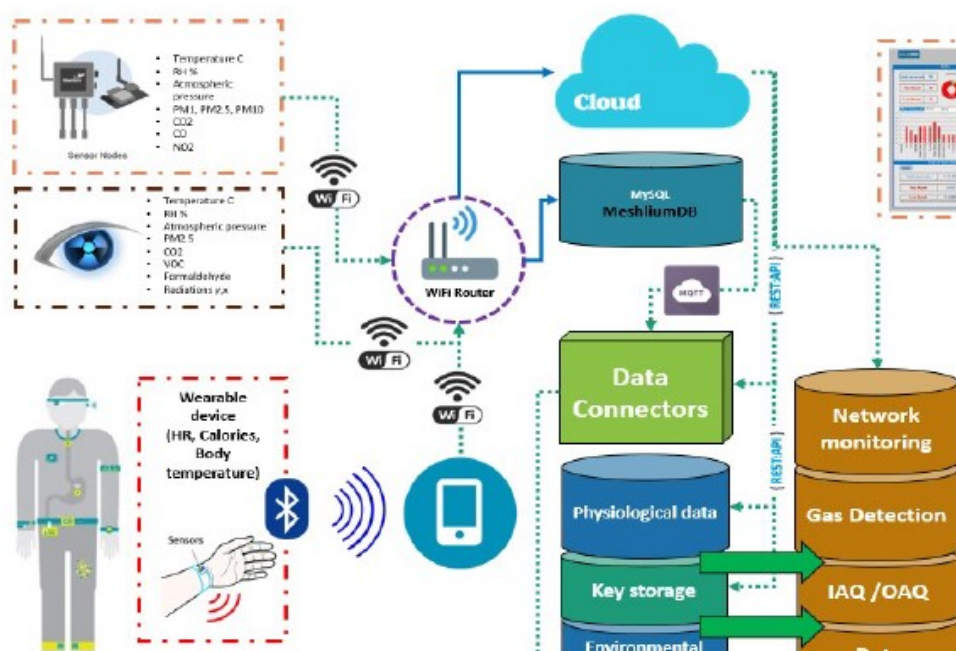 Temperature C
RH %
Atmospheric
pressure
PM1, PM2.5, PM10
CO2
CO
NO2
Sensor Nodes
Temperature C
RH %
Atmospheric pressure
PM2.5
CO2
VOC
Formaldehyde
Radiations γ,x
Wi Fi
WiFi Router
Wi Fi
Wi Fi
Cloud
MySQL
MeshliumDB
MQTT
{ REST:API }
{ REST:API }
Data
Connectors
Wearable
device
(HR, Calories,
Body
temperature)
Sensors
Physiological data
Key storage
Environmental
Network
monitoring
Gas Detection
IAQ /OAQ